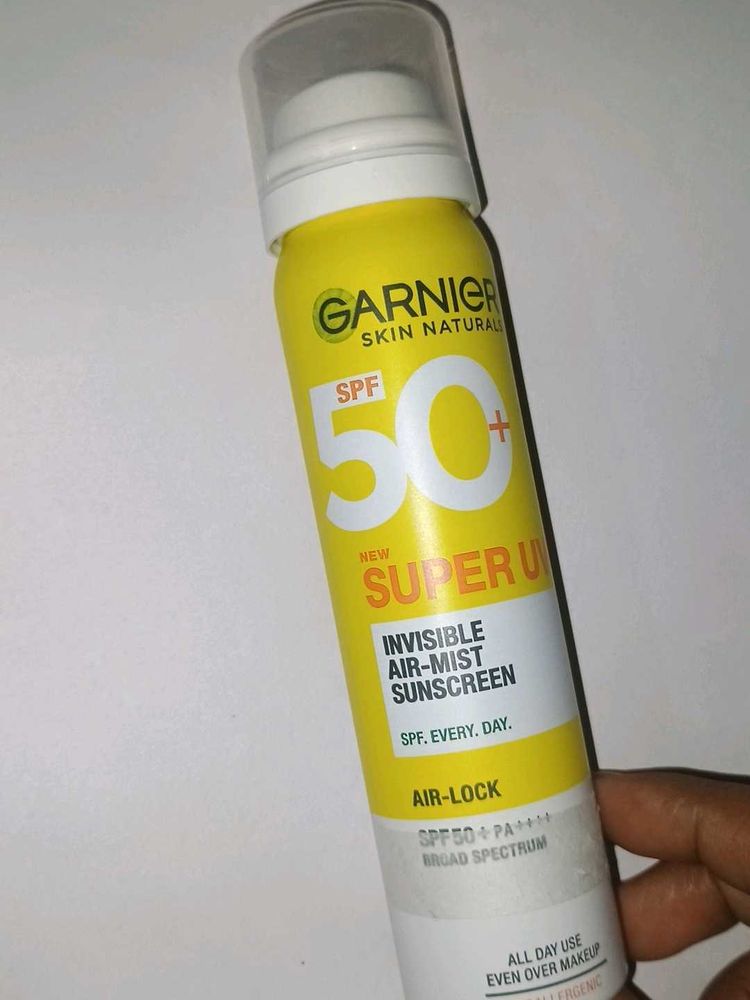 GARNIER
SKIN NATURALS
SPF
50+
NEW
SUPER UV
INVISIBLE
AIR-MIST
SUNSCREEN
SPF. EVERY. DAY.
AIR-LOCK
SPF50+ PA++++
BROAD SPECTRUM
ALL DAY USE
EVEN OVER MAKEUP